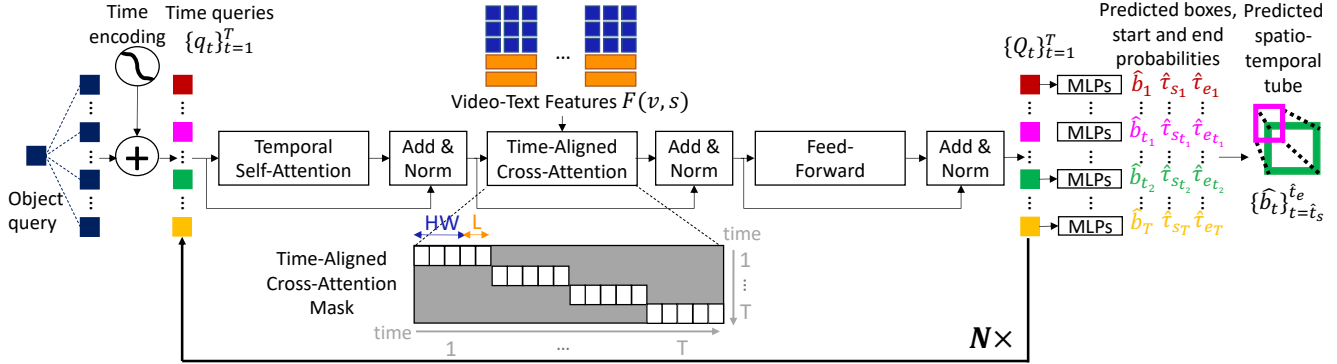 Time encoding
Time queries
{q_t}_{t=1}^T
Object query
+
Video-Text Features F(v, s)
...
Temporal Self-Attention
Add & Norm
Time-Aligned Cross-Attention
Add & Norm
Feed-Forward
Add & Norm
{Q_t}_{t=1}^T
MLPs
MLPs
MLPs
MLPs
Predicted boxes, start and end probabilities
b̂_1 τ̂_{s_1} τ̂_{e_1}
b̂_{t_1} τ̂_{s_{t_1}} τ̂_{e_{t_1}}
b̂_{t_2} τ̂_{s_{t_2}} τ̂_{e_{t_2}}
b̂_T τ̂_{s_T} τ̂_{e_T}
Predicted spatio-temporal tube
{b̂_t}_{t=t̂_s}^{t̂_e}
HW L
Time-Aligned Cross-Attention Mask
time
1
...
T
time
1 ... T
N×